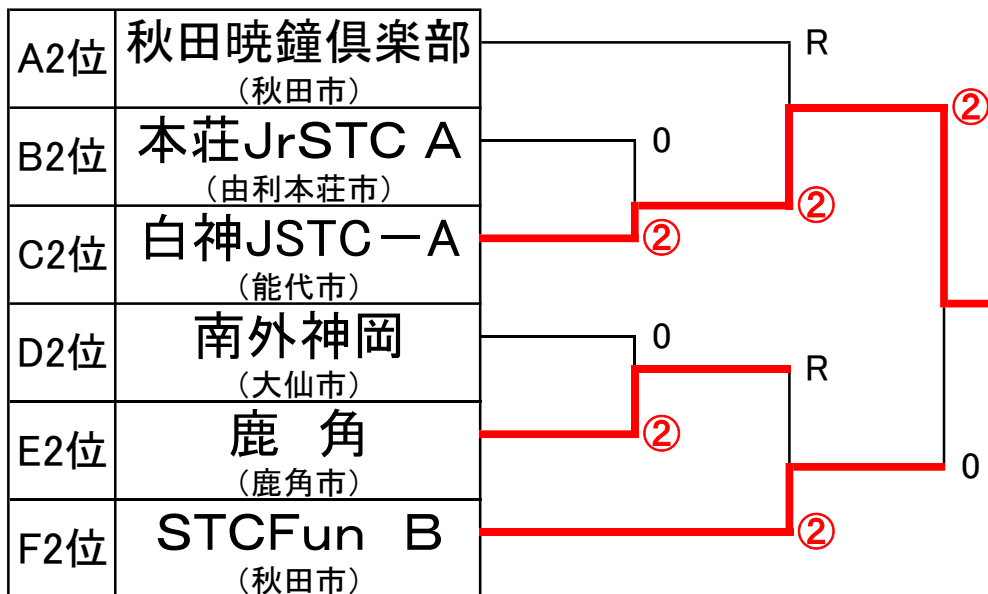 A2位 秋田暁鐘倶楽部 R
(秋田市)
②
B2位 本荘JrSTC A 0
(由利本荘市) ②
C2位 白神JSTC－A ②
(能代市)
D2位 南外神岡 0
(大仙市) R
E2位 鹿　角 ②
(鹿角市) 0
F2位 STCFun　B ②
(秋田市)